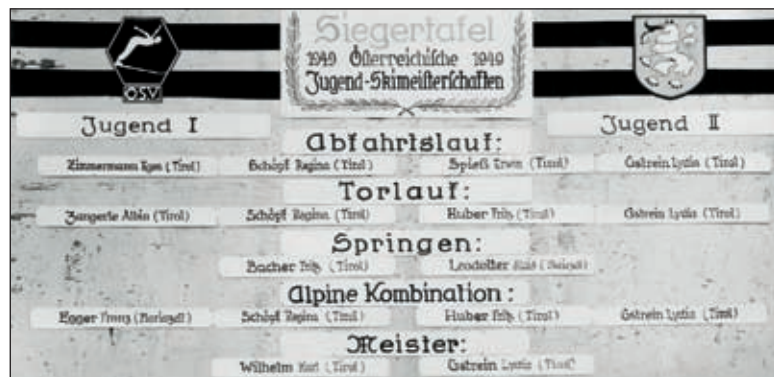 Siegertafel
1949 Österreichische 1949
Jugend-Skimeisterschaften
ÖSV
Jugend I
Jugend II
Abfahrtslauf:
Zimmermann Egon (Tirol) Schöpf Regina (Tirol) Spieß Erwin (Tirol) Gstrein Lydia (Tirol)
Torlauf:
Zangerle Albin (Tirol) Schöpf Regina (Tirol) Huber Fritz (Tirol) Gstrein Lydia (Tirol)
Springen:
Bacher Fritz (Tirol) Leodolter
Alpine Kombination:
Egger Franz Schöpf Regina (Tirol) Huber Fritz (Tirol) Gstrein Lydia (Tirol)
Meister:
Wilhelm Karl (Tirol) Gstrein Lydia (Tirol)